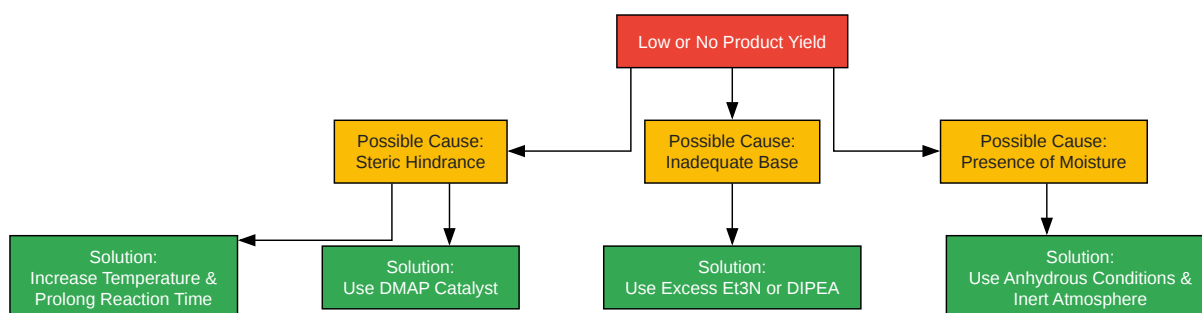 Low or No Product Yield
Possible Cause:
Steric Hindrance
Possible Cause:
Inadequate Base
Possible Cause:
Presence of Moisture
Solution:
Increase Temperature &
Prolong Reaction Time
Solution:
Use DMAP Catalyst
Solution:
Use Excess Et3N or DIPEA
Solution:
Use Anhydrous Conditions &
Inert Atmosphere